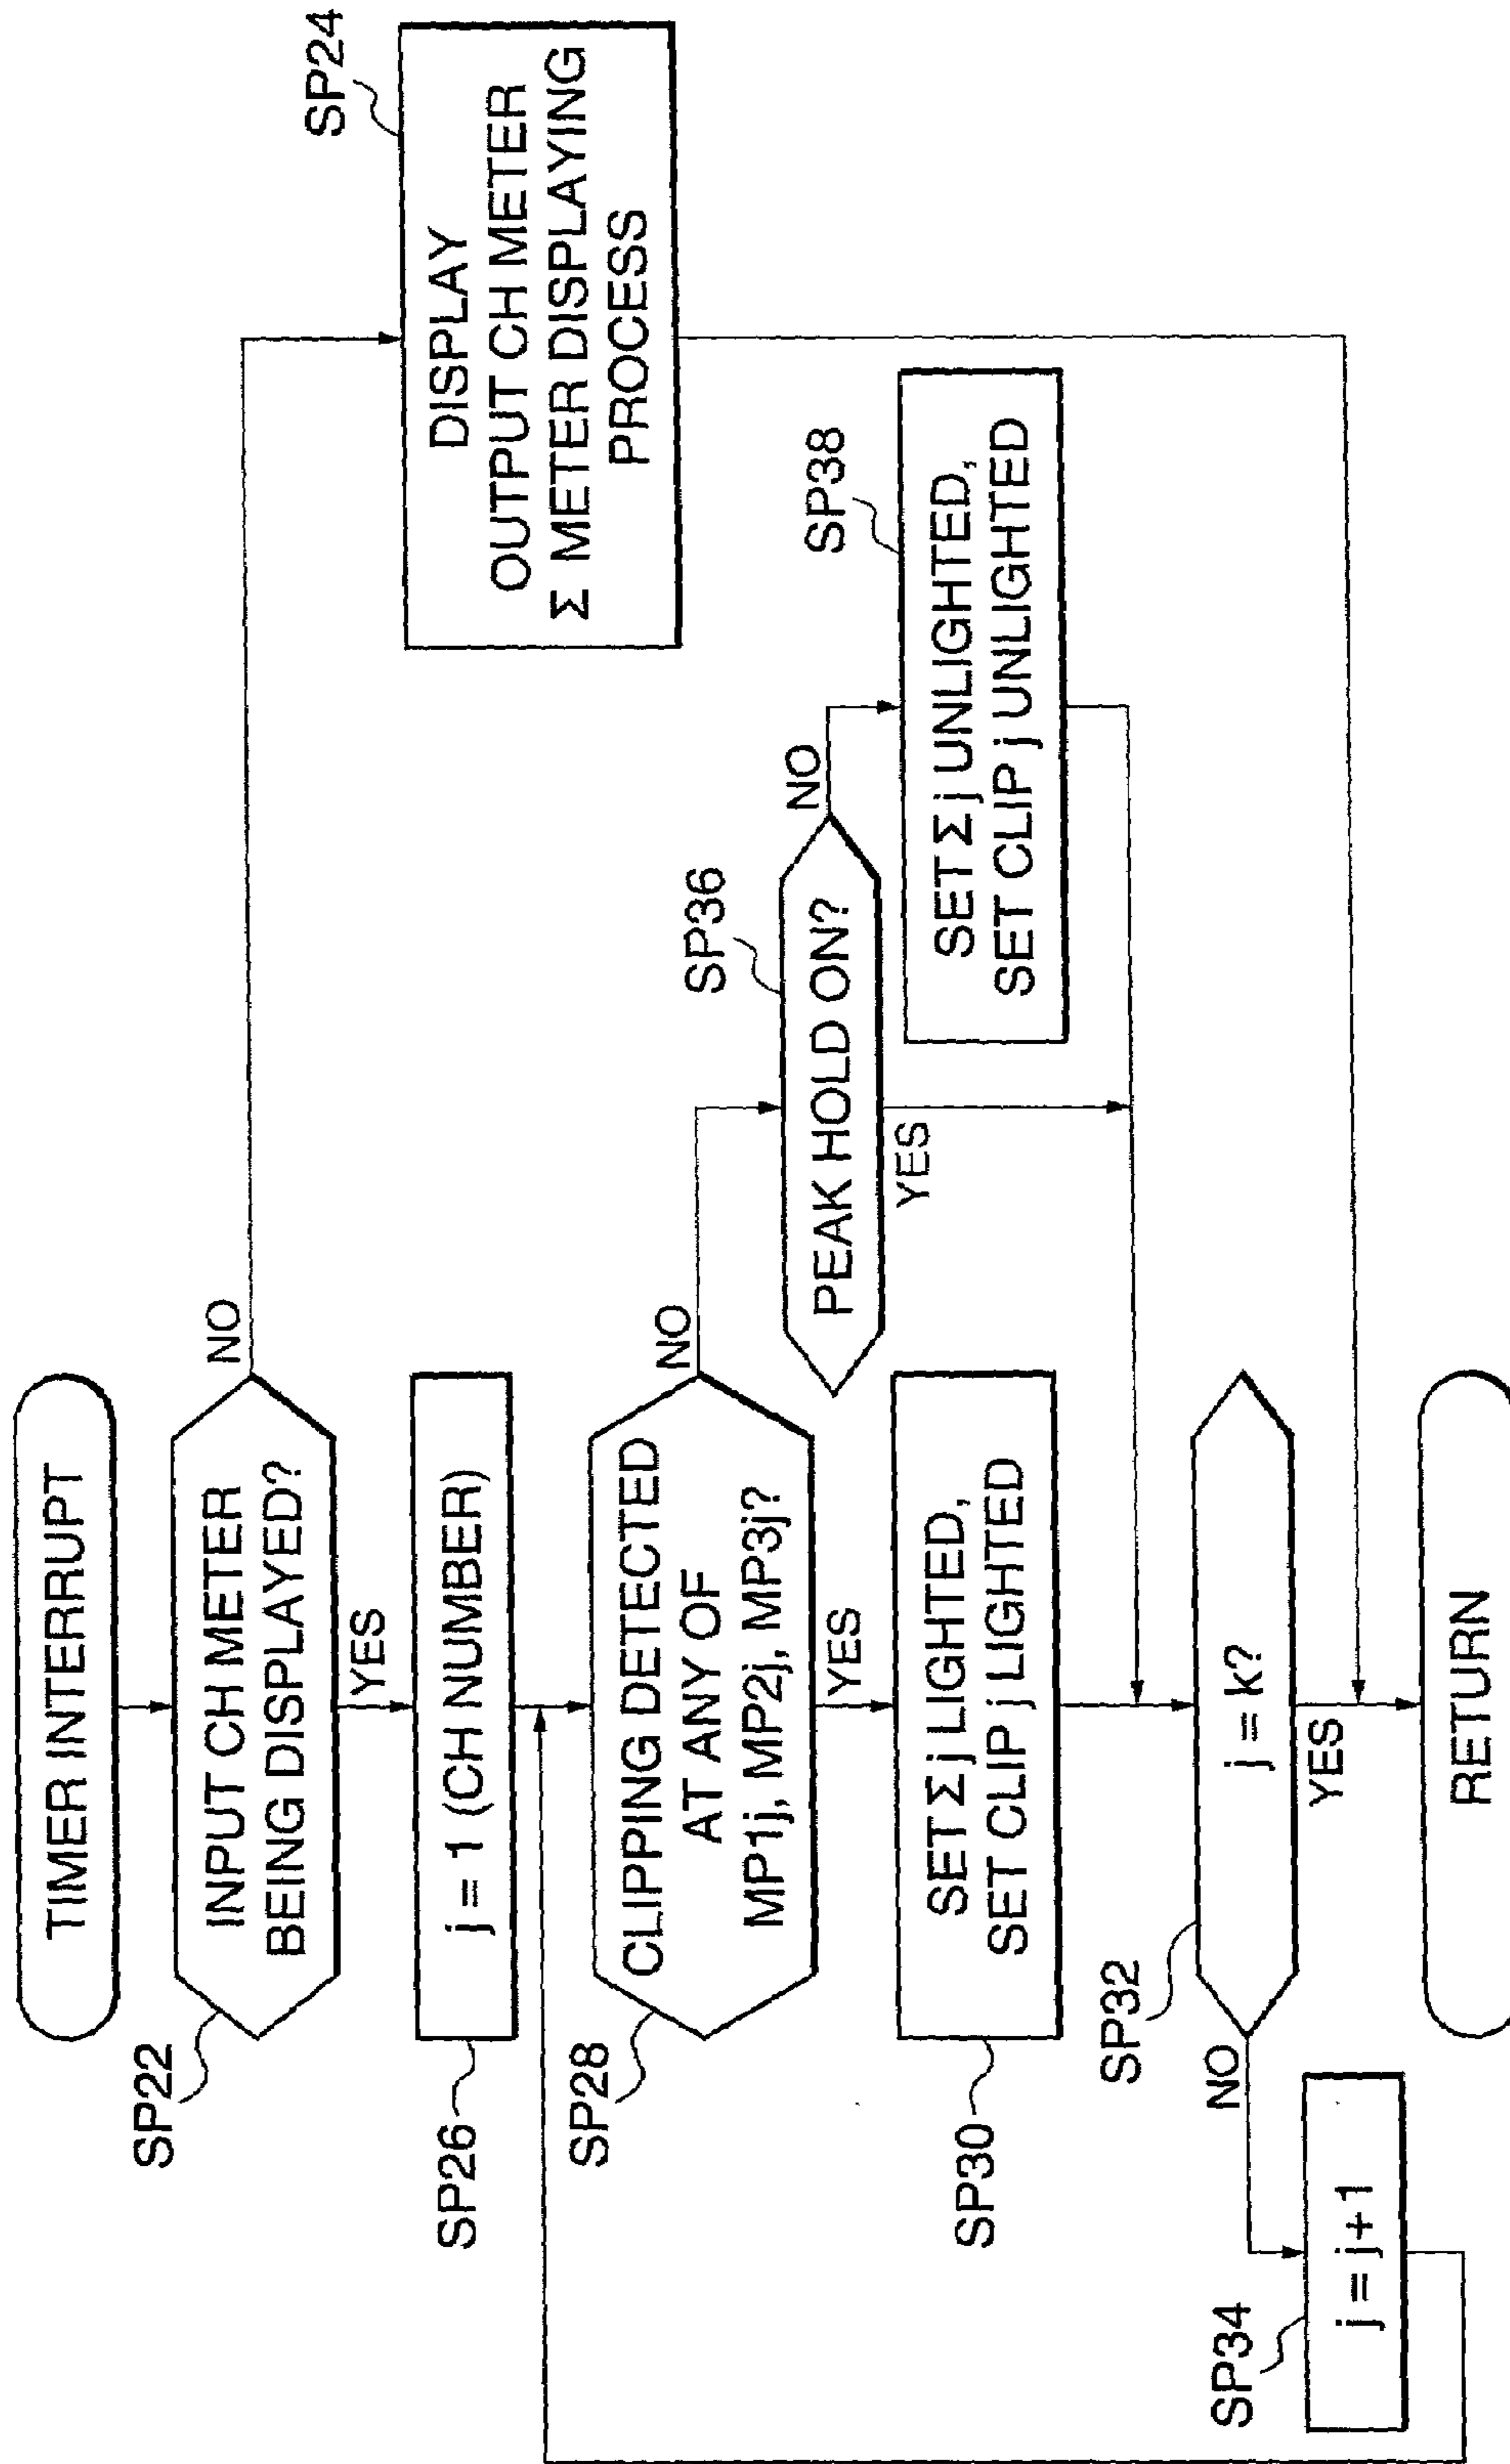 TIMER INTERRUPT
SP22
INPUT CH METER
BEING DISPLAYED?
NO
YES
SP24
DISPLAY
OUTPUT CH METER
Σ METER DISPLAYING
PROCESS
SP26
j = 1 (CH NUMBER)
SP28
CLIPPING DETECTED
AT ANY OF
MP1j, MP2j, MP3j?
NO
YES
SP36
PEAK HOLD ON?
NO
YES
SP38
SET Σ j UNLIGHTED,
SET CLIP j UNLIGHTED
SP30
SET Σ j LIGHTED,
SET CLIP j LIGHTED
SP32
j = k?
NO
YES
SP34
j = j+1
RETURN